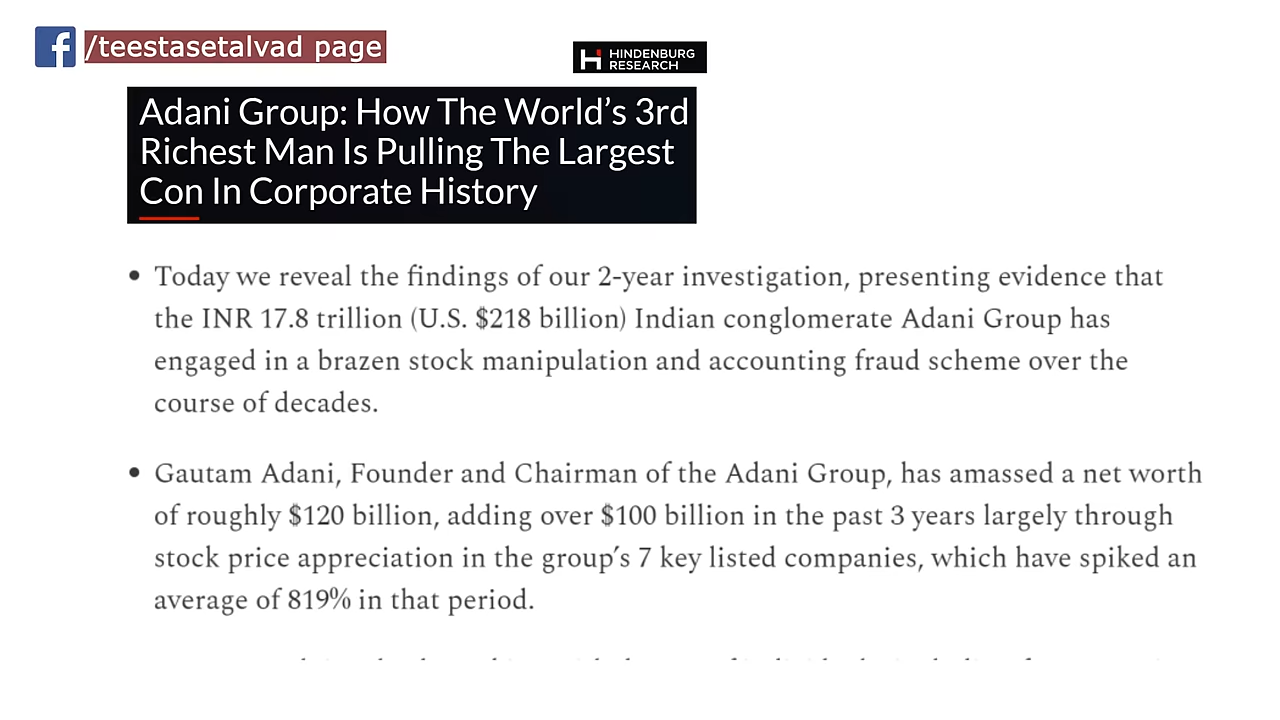 /teestasetalvad page
HINDENBURG
RESEARCH
Adani Group: How The World’s 3rd
Richest Man Is Pulling The Largest
Con In Corporate History
• Today we reveal the findings of our 2-year investigation, presenting evidence that
the INR 17.8 trillion (U.S. $218 billion) Indian conglomerate Adani Group has
engaged in a brazen stock manipulation and accounting fraud scheme over the
course of decades.
• Gautam Adani, Founder and Chairman of the Adani Group, has amassed a net worth
of roughly $120 billion, adding over $100 billion in the past 3 years largely through
stock price appreciation in the group’s 7 key listed companies, which have spiked an
average of 819% in that period.